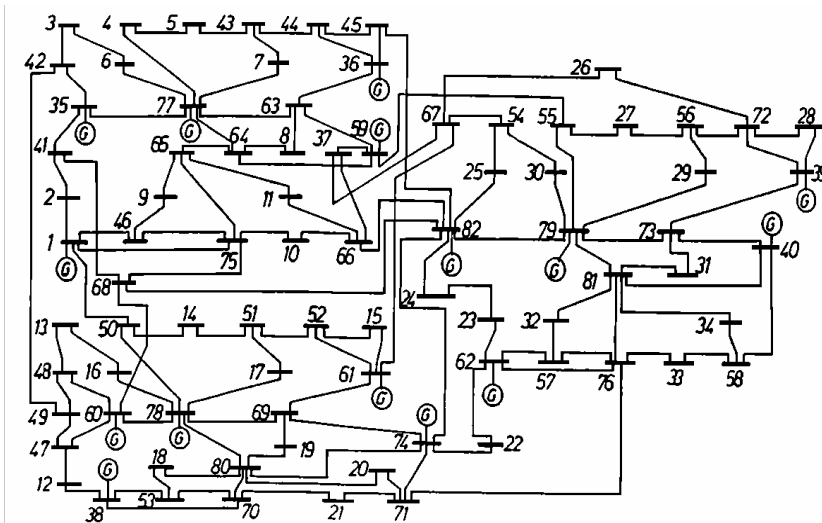 3 4 5 43 44 45
42 6 7 36 26
35 77 63 G 67 54 55 27 56 72 28
G G 64 8 37 59 G
41 65
2 9 11 25 30 29 39
1 46 G
G 75 10 66 82 79 73 40
68 G G 81 31
24
13 50 14 51 52 15 23 32 34
48 16 17 61 62 57 76 33 58
49 60 78 69 G G
47 G G 74 G 22
12 18 80 19 20
G
38 53 70 21 71